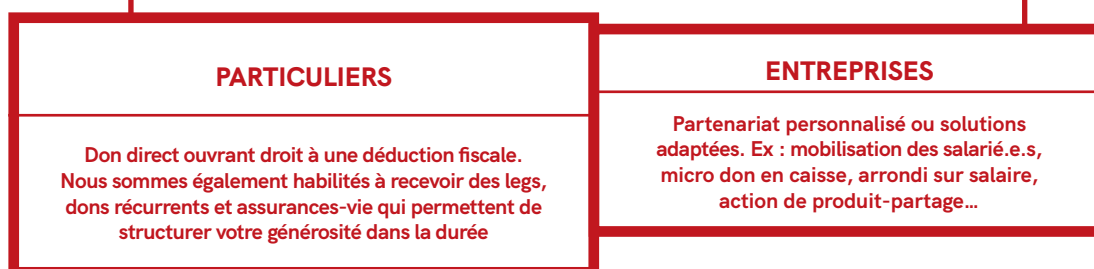 PARTICULIERS
Don direct ouvrant droit à une déduction fiscale.
Nous sommes également habilités à recevoir des legs,
dons récurrents et assurances-vie qui permettent de
structurer votre générosité dans la durée
ENTREPRISES
Partenariat personnalisé ou solutions
adaptées. Ex : mobilisation des salarié.e.s,
micro don en caisse, arrondi sur salaire,
action de produit-partage…